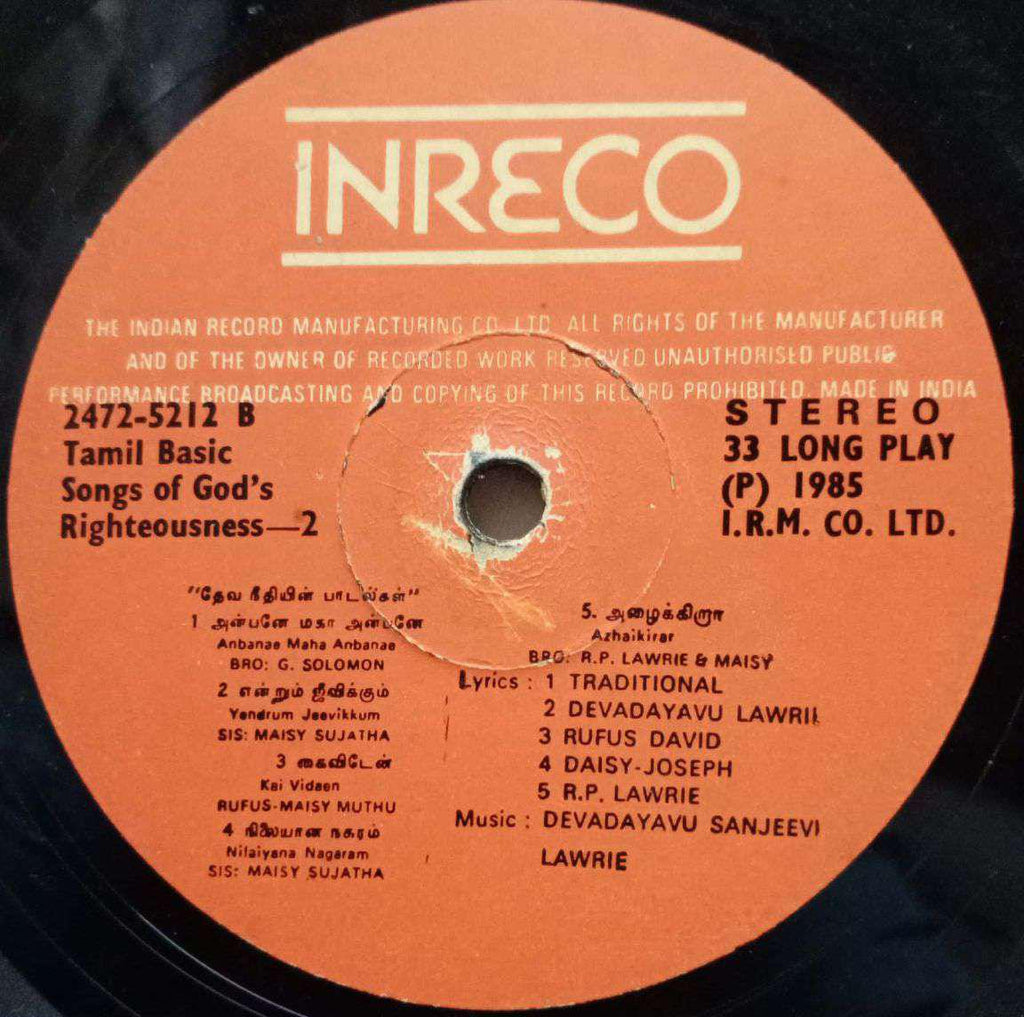 INRECO
THE INDIAN RECORD MANUFACTURING CO. LTD. ALL RIGHTS OF THE MANUFACTURER
AND OF THE OWNER OF RECORDED WORK RESERVED UNAUTHORISED PUBLIC
PERFORMANCE BROADCASTING AND COPYING OF THIS RECORD PROHIBITED. MADE IN INDIA
2472-5212 B
Tamil Basic
Songs of God's
Righteousness—2
STEREO
33 LONG PLAY
(P) 1985
I.R.M. CO. LTD.
"தேவ நீதியின் பாடல்கள்"
1 அன்பனே மகா அன்பனே
Anbanae Maha Anbanae
BRO: G. SOLOMON
2 என்றும் ஜீவிக்கும்
Yendrum Jeevikkum
SIS: MAISY SUJATHA
3 கைவிடேன்
Kai Vidaen
RUFUS-MAISY MUTHU
4 நிலையான நகரம்
Nilaiyana Nagaram
SIS: MAISY SUJATHA
5. அழைக்கிறா
Azhaikirar
BRO: R.P. LAWRIE & MAISY
Lyrics : 1 TRADITIONAL
2 DEVADAYAVU LAWRIE
3 RUFUS DAVID
4 DAISY-JOSEPH
5 R.P. LAWRIE
Music : DEVADAYAVU SANJEEVI
LAWRIE